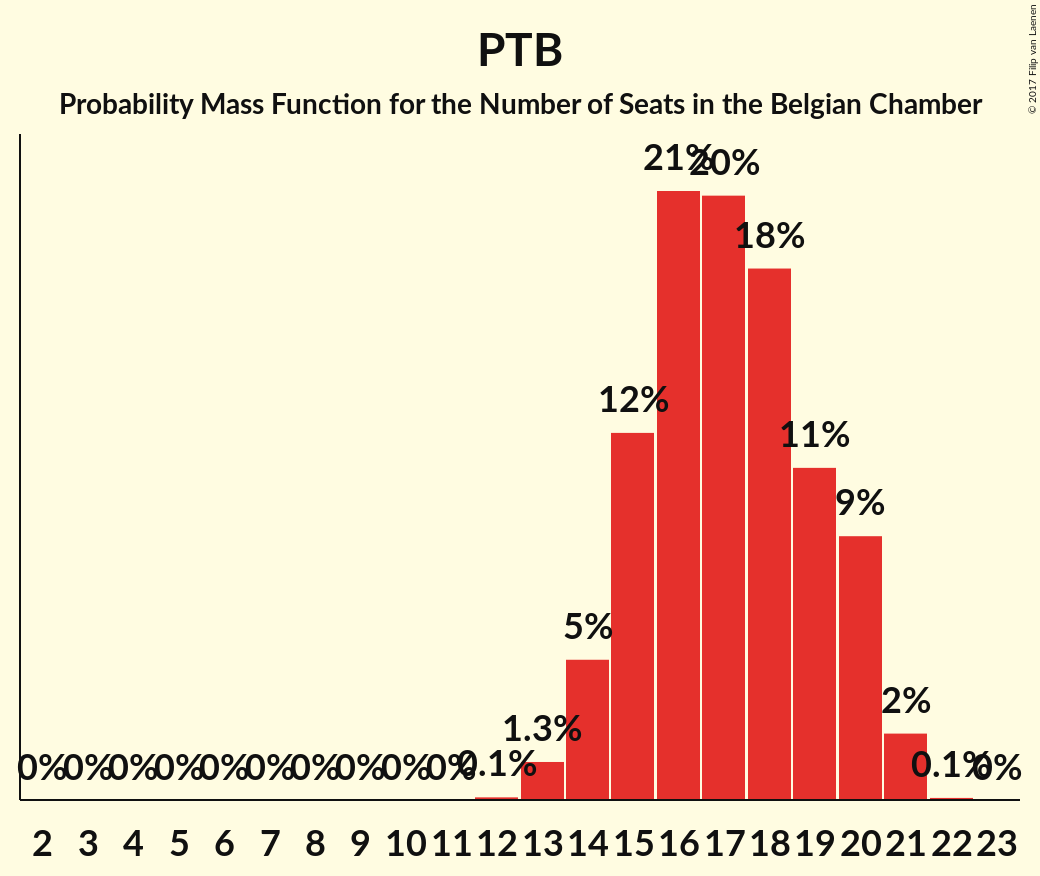 PTB
Probability Mass Function for the Number of Seats in the Belgian Chamber
© 2017 Filip van Laenen
21%
20%
18%
12%
11%
9%
5%
2%
1.3%
0% 0% 0% 0% 0% 0% 0% 0% 0% 0% 0.1% 0.1% 0%
2 3 4 5 6 7 8 9 10 11 12 13 14 15 16 17 18 19 20 21 22 23